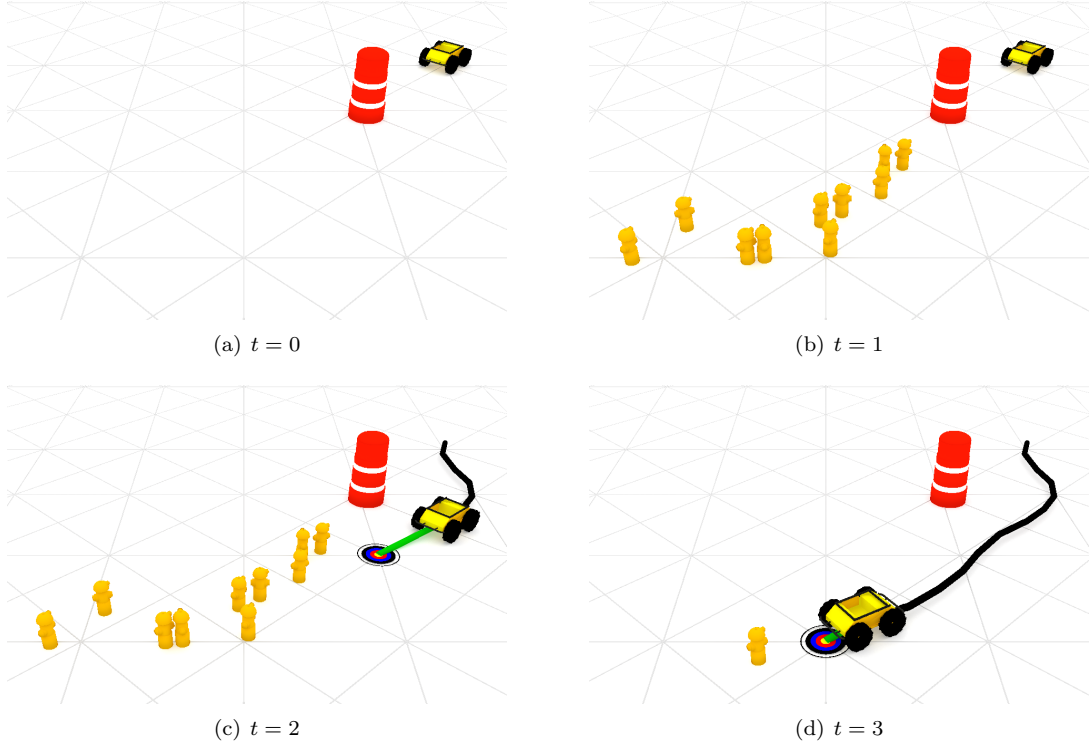 (a) t = 0
(b) t = 1
(c) t = 2
(d) t = 3